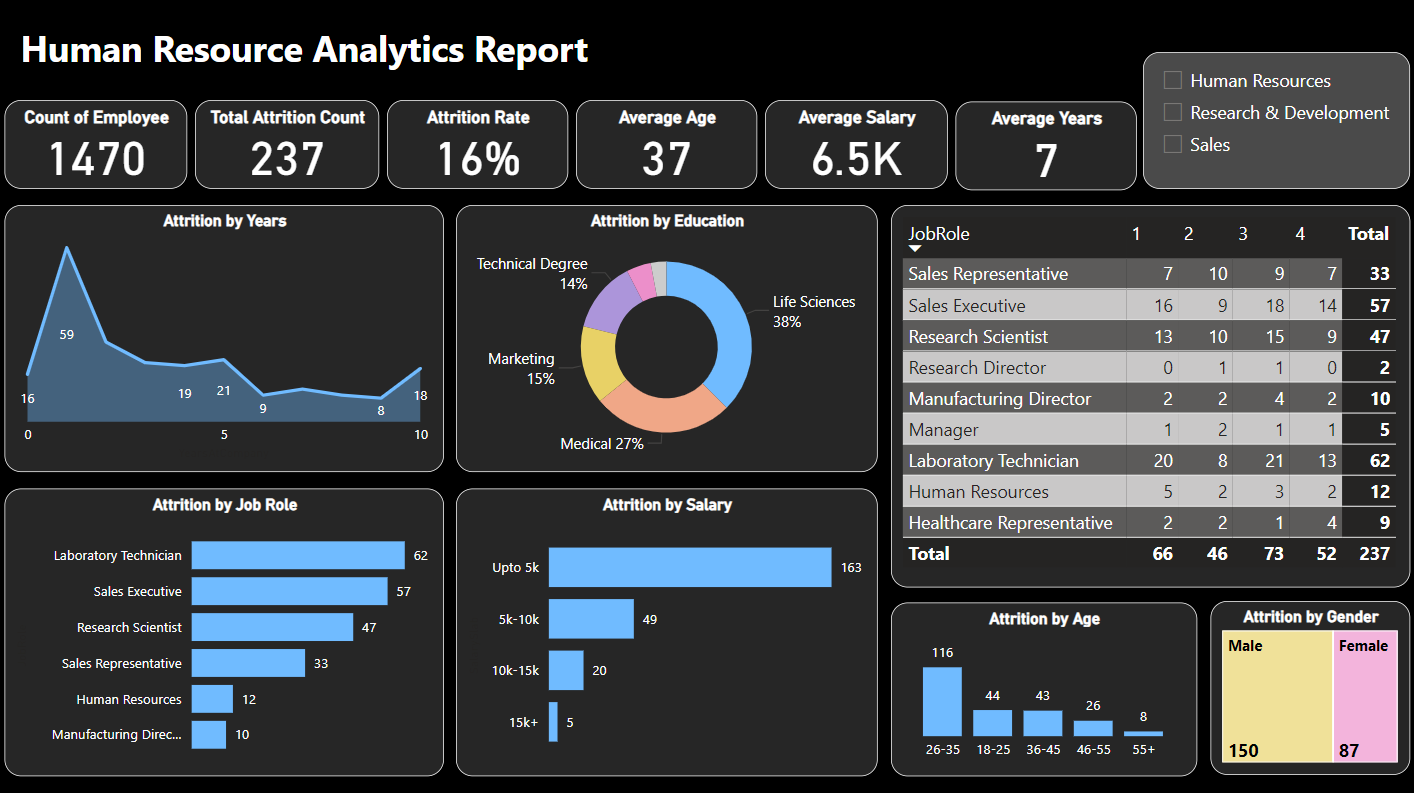 Human Resource Analytics Report
Human Resources
Research & Development
Sales
Count of Employee
1470
Total Attrition Count
237
Attrition Rate
16%
Average Age
37
Average Salary
6.5K
Average Years
7
Attrition by Years
59
16
19
21
9
8
18
0 5 10
Attrition by Education
Technical Degree
14%
Life Sciences
38%
Marketing
15%
Medical 27%
JobRole 1 2 3 4 Total
Sales Representative 7 10 9 7 33
Sales Executive 16 9 18 14 57
Research Scientist 13 10 15 9 47
Research Director 0 1 1 0 2
Manufacturing Director 2 2 4 2 10
Manager 1 2 1 1 5
Laboratory Technician 20 8 21 13 62
Human Resources 5 2 3 2 12
Healthcare Representative 2 2 1 4 9
Total 66 46 73 52 237
Attrition by Job Role
Laboratory Technician 62
Sales Executive 57
Research Scientist 47
Sales Representative 33
Human Resources 12
Manufacturing Direc... 10
Attrition by Salary
Upto 5k 163
5k-10k 49
10k-15k 20
15k+ 5
Attrition by Age
116 44 43 26 8
26-35 18-25 36-45 46-55 55+
Attrition by Gender
Male Female
150 87